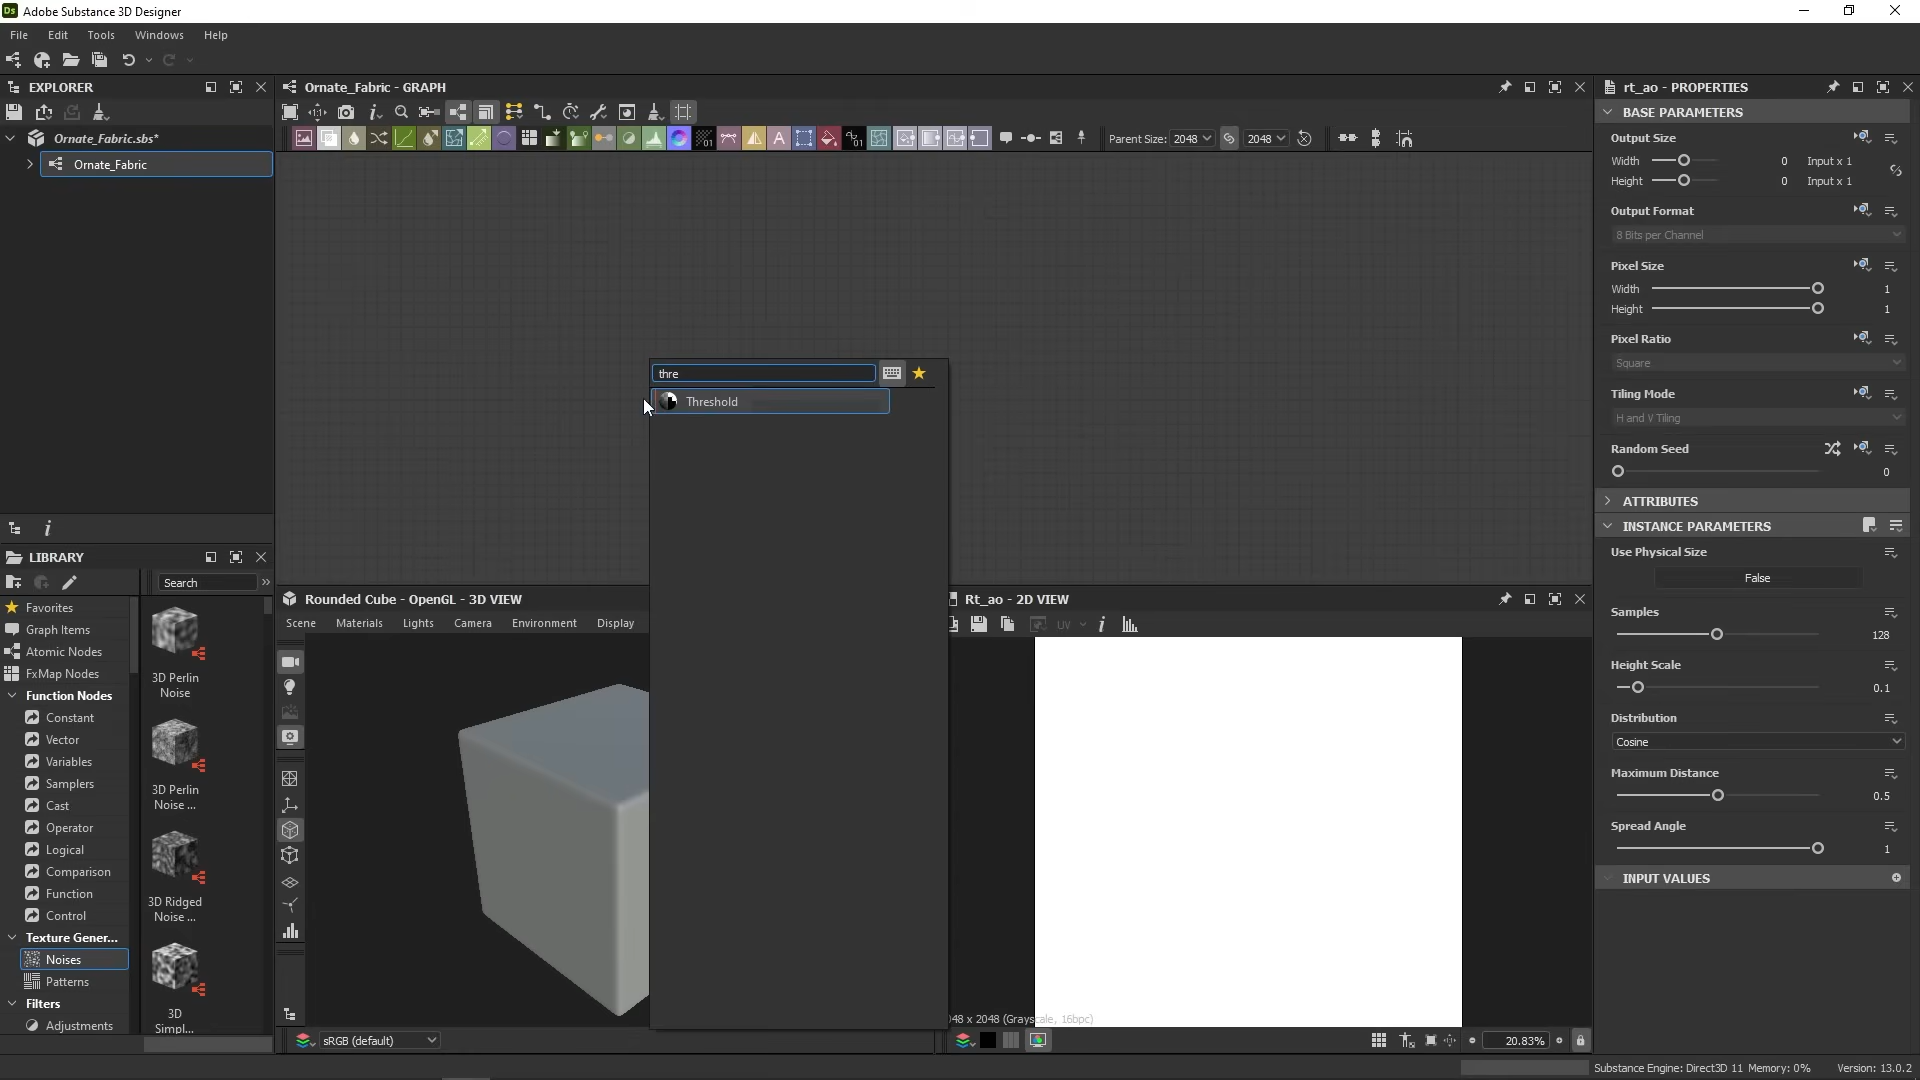 Ds Adobe Substance 3D Designer
File Edit Tools Windows Help
EXPLORER
Ornate_Fabric.sbs*
Ornate_Fabric
Ornate_Fabric - GRAPH
Parent Size: 2048 2048
thre
Threshold
LIBRARY
Search
Favorites
Graph Items
Atomic Nodes
FxMap Nodes
Function Nodes
Constant
Vector
Variables
Samplers
Cast
Operator
Logical
Comparison
Function
Control
Texture Gener...
Noises
Patterns
Filters
Adjustments
3D Perlin
Noise
3D Perlin
Noise ...
3D Ridged
Noise ...
3D
Simpl...
Rounded Cube - OpenGL - 3D VIEW
Scene Materials Lights Camera Environment Display
sRGB (default)
Rt_ao - 2D VIEW
UV
48 x 2048 (Grayscale, 16bpc)
20.83%
rt_ao - PROPERTIES
BASE PARAMETERS
Output Size
Width 0 Input x 1
Height 0 Input x 1
Output Format
8 Bits per Channel
Pixel Size
Width 1
Height 1
Pixel Ratio
Square
Tiling Mode
H and V Tiling
Random Seed
0
ATTRIBUTES
INSTANCE PARAMETERS
Use Physical Size
False
Samples
128
Height Scale
0.1
Distribution
Cosine
Maximum Distance
0.5
Spread Angle
1
INPUT VALUES
Substance Engine: Direct3D 11 Memory: 0% Version: 13.0.2